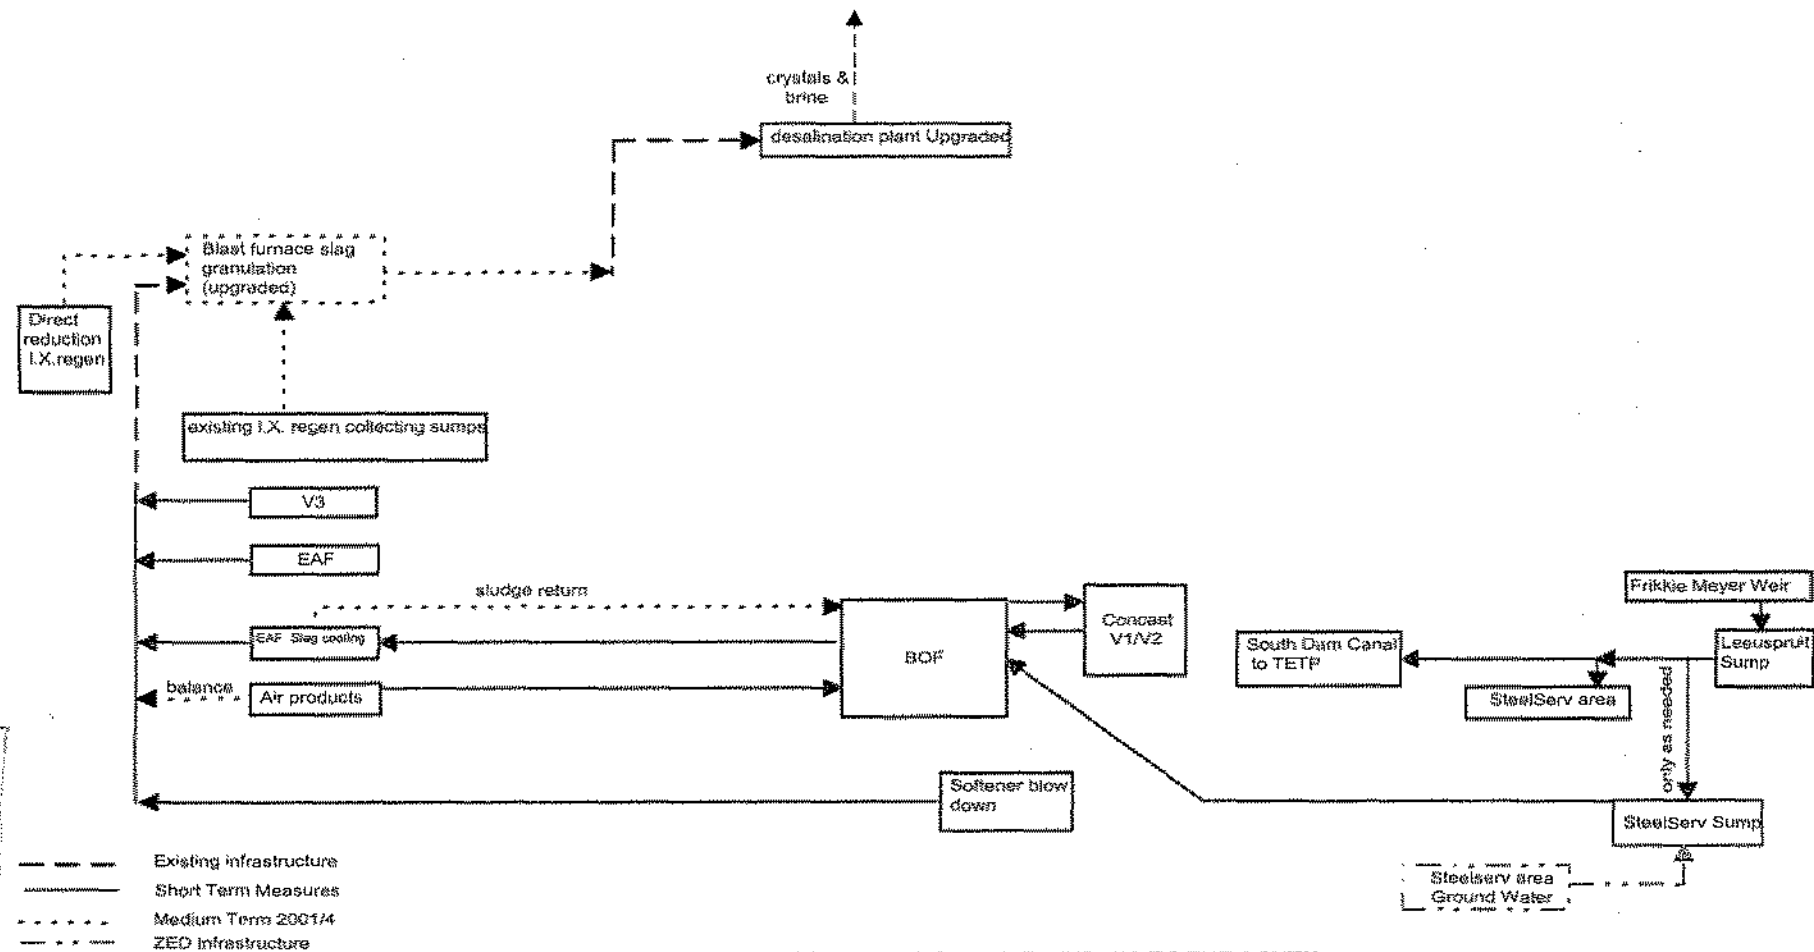 crystals &
brine
desalination plant Upgraded
Blast furnace slag
granulation
(upgraded)
Direct
reduction
I.X.regen
existing I.X. regen collecting sumps
V3
EAF
sludge return
EAF Slag cooling
BOF
Concast
V1/V2
balance
Air products
Softener blow
down
Frikkie Meyer Weir
Leeuspruit
Sump
South Dam Canal
to TETP
SteelServ area
only as needed
SteelServ Sump
Steelserv area
Ground Water
Existing infrastructure
Short Term Measures
Medium Term 2001/4
ZED Infrastructure